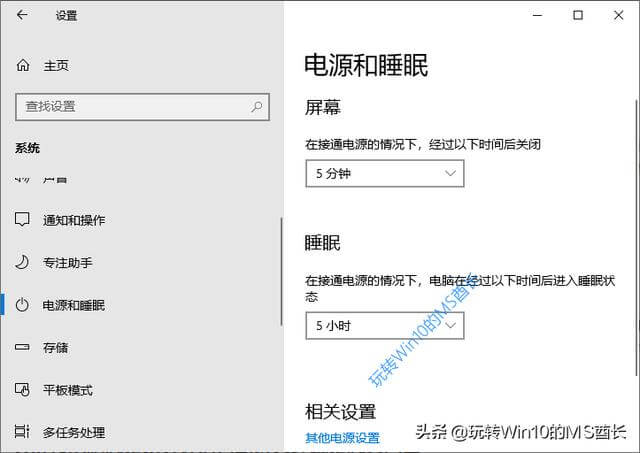 设置
主页
查找设置
系统
声音
通知和操作
专注助手
电源和睡眠
存储
平板模式
多任务处理
电源和睡眠
屏幕
在接通电源的情况下，经过以下时间后关闭
5 分钟
睡眠
在接通电源的情况下，电脑在经过以下时间后进入睡眠状
态
5 小时
相关设置
其他电源设置
玩转Win10的MS酋长
头条 @玩转Win10的MS酋长